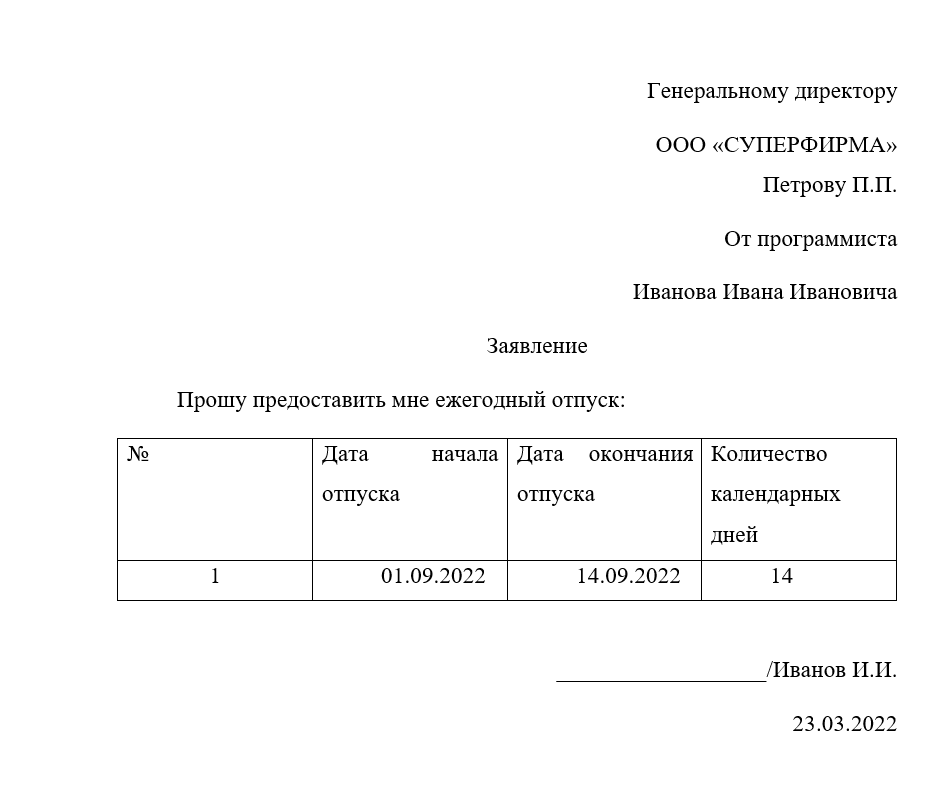 Генеральному директору
ООО «СУПЕРФИРМА»
Петрову П.П.
От программиста
Иванова Ивана Ивановича
Заявление
Прошу предоставить мне ежегодный отпуск:
№
Дата начала
отпуска
Дата окончания
отпуска
Количество
календарных
дней
1
01.09.2022
14.09.2022
14
___________________/Иванов И.И.
23.03.2022